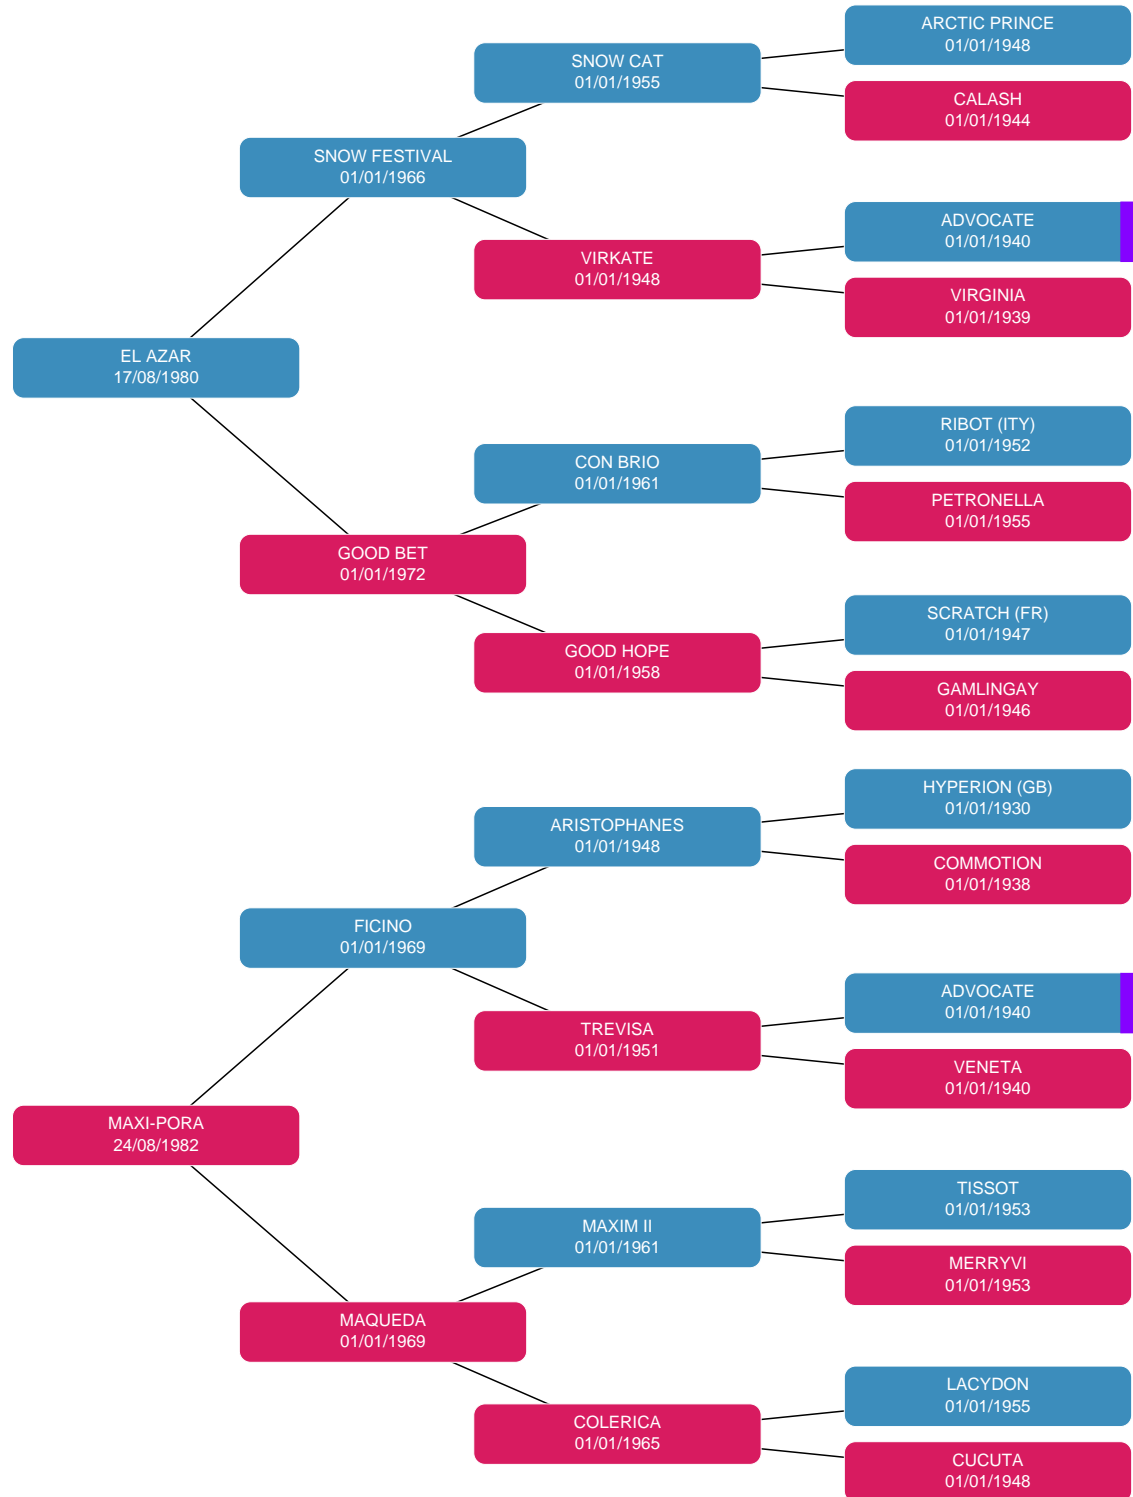 ARCTIC PRINCE
01/01/1948
SNOW CAT
01/01/1955
CALASH
01/01/1944
SNOW FESTIVAL
01/01/1966
ADVOCATE
01/01/1940
VIRKATE
01/01/1948
VIRGINIA
01/01/1939
EL AZAR
17/08/1980
RIBOT (ITY)
01/01/1952
CON BRIO
01/01/1961
PETRONELLA
01/01/1955
GOOD BET
01/01/1972
SCRATCH (FR)
01/01/1947
GOOD HOPE
01/01/1958
GAMLINGAY
01/01/1946
HYPERION (GB)
01/01/1930
ARISTOPHANES
01/01/1948
COMMOTION
01/01/1938
FICINO
01/01/1969
ADVOCATE
01/01/1940
TREVISA
01/01/1951
VENETA
01/01/1940
MAXI-PORA
24/08/1982
TISSOT
01/01/1953
MAXIM II
01/01/1961
MERRYVI
01/01/1953
MAQUEDA
01/01/1969
LACYDON
01/01/1955
COLERICA
01/01/1965
CUCUTA
01/01/1948